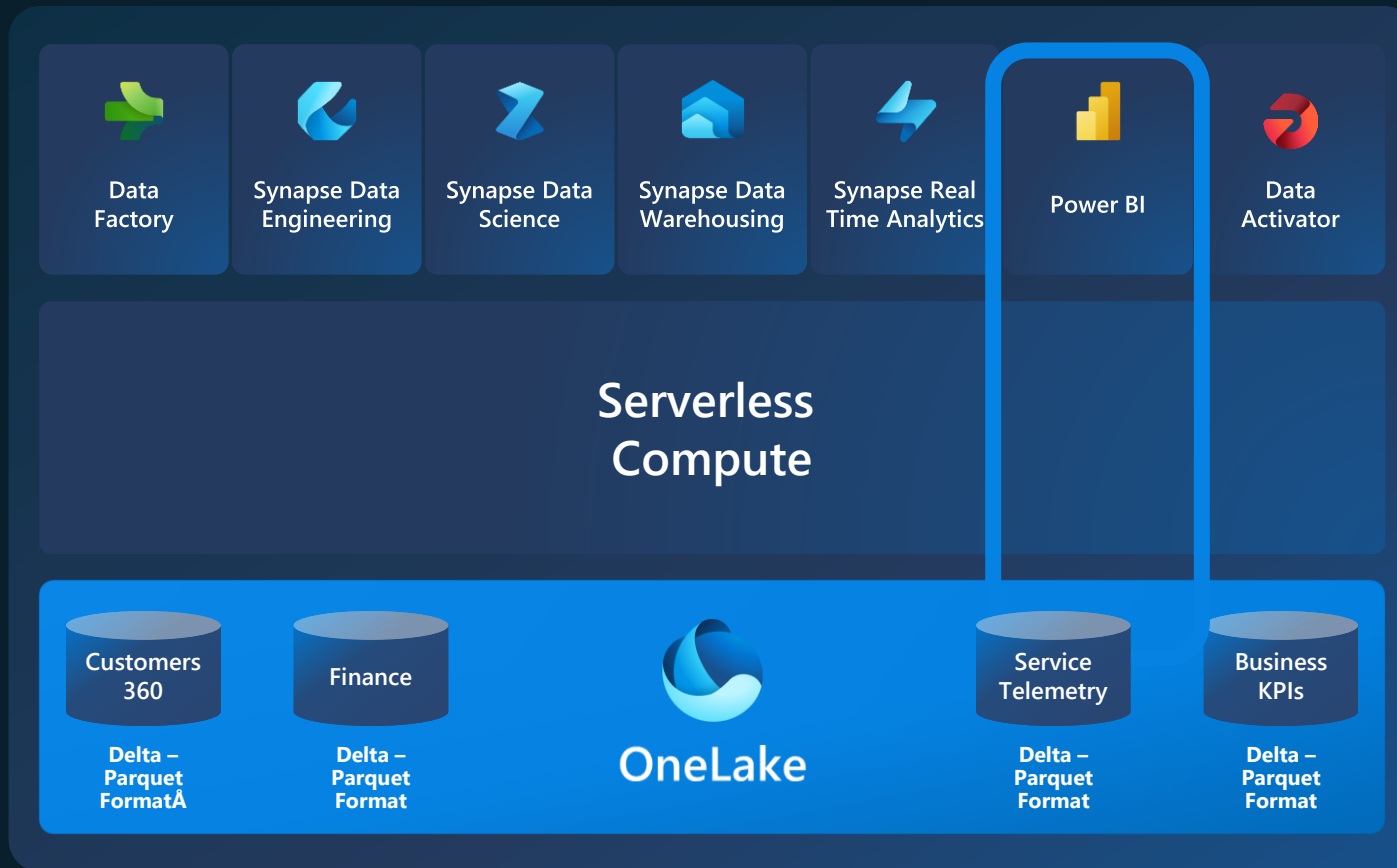 Data
Factory
Synapse Data
Engineering
Synapse Data
Science
Synapse Data
Warehousing
Synapse Real
Time Analytics
Power BI
Data
Activator
Serverless
Compute
Customers
360
Delta –
Parquet
FormatÅ
Finance
Delta –
Parquet
Format
OneLake
Service
Telemetry
Delta –
Parquet
Format
Business
KPIs
Delta –
Parquet
Format